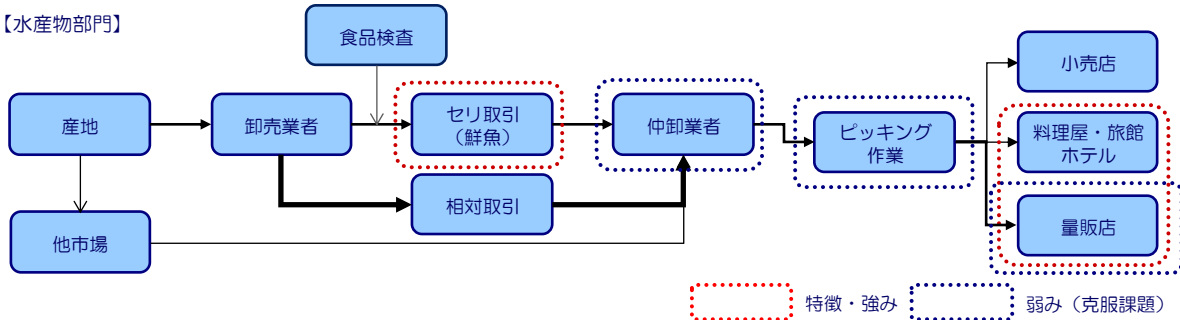 【水産物部門】
食品検査
産地
卸売業者
セリ取引
(鮮魚)
仲卸業者
ピッキング
作業
小売店
料理屋・旅館
ホテル
量販店
相対取引
他市場
特徴・強み
弱み(克服課題)